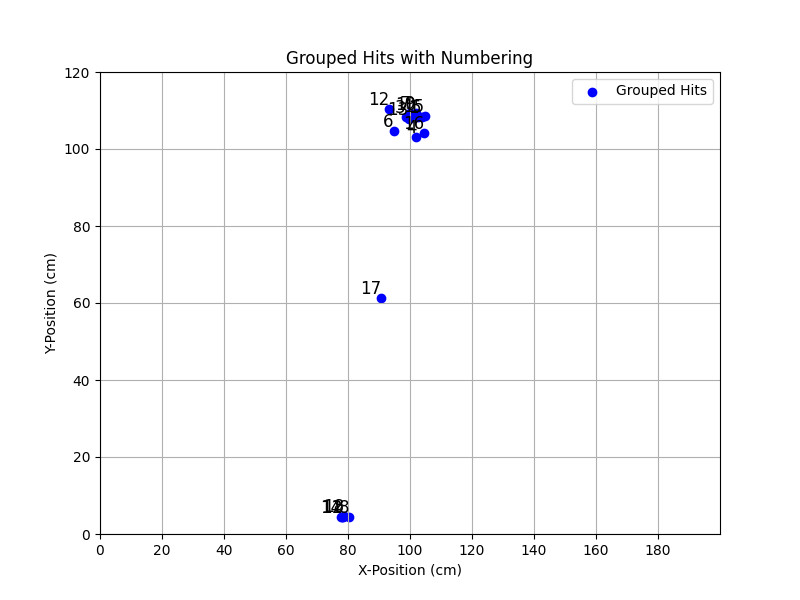 Grouped Hits with Numbering
Grouped Hits
12
6
17
120
100
80
60
40
20
0
Y-Position (cm)
0 20 40 60 80 100 120 140 160 180
X-Position (cm)